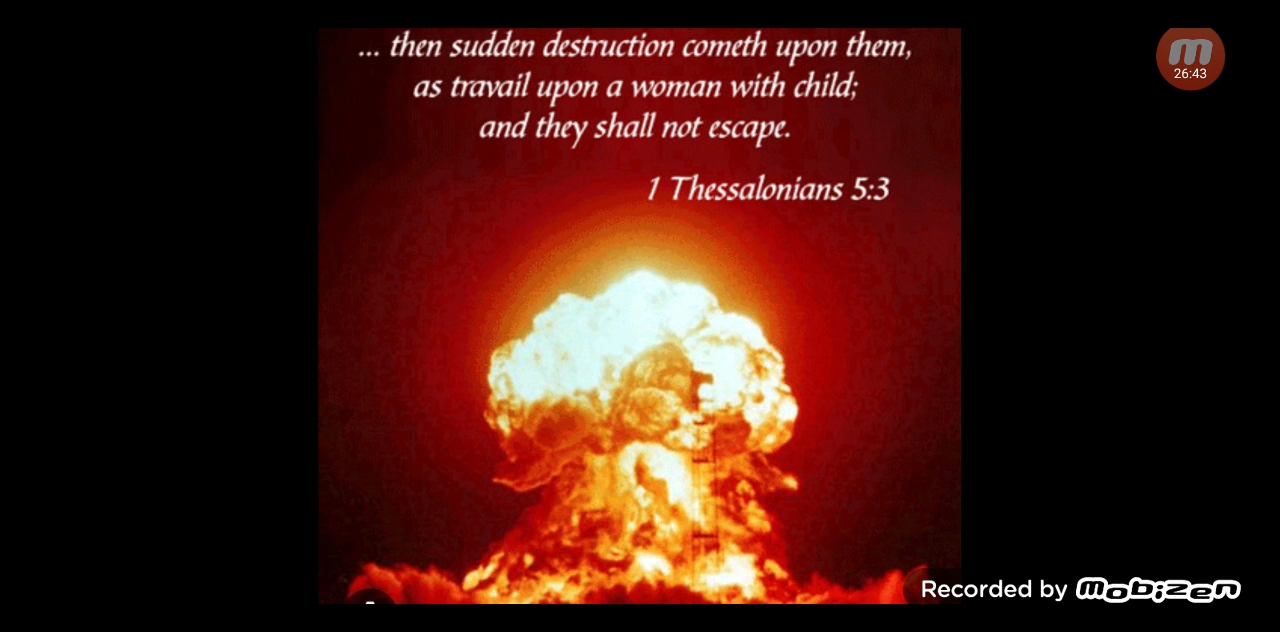 ... then sudden destruction cometh upon them,
as travail upon a woman with child;
and they shall not escape.
1 Thessalonians 5:3
m
26:43
Recorded by mobizen